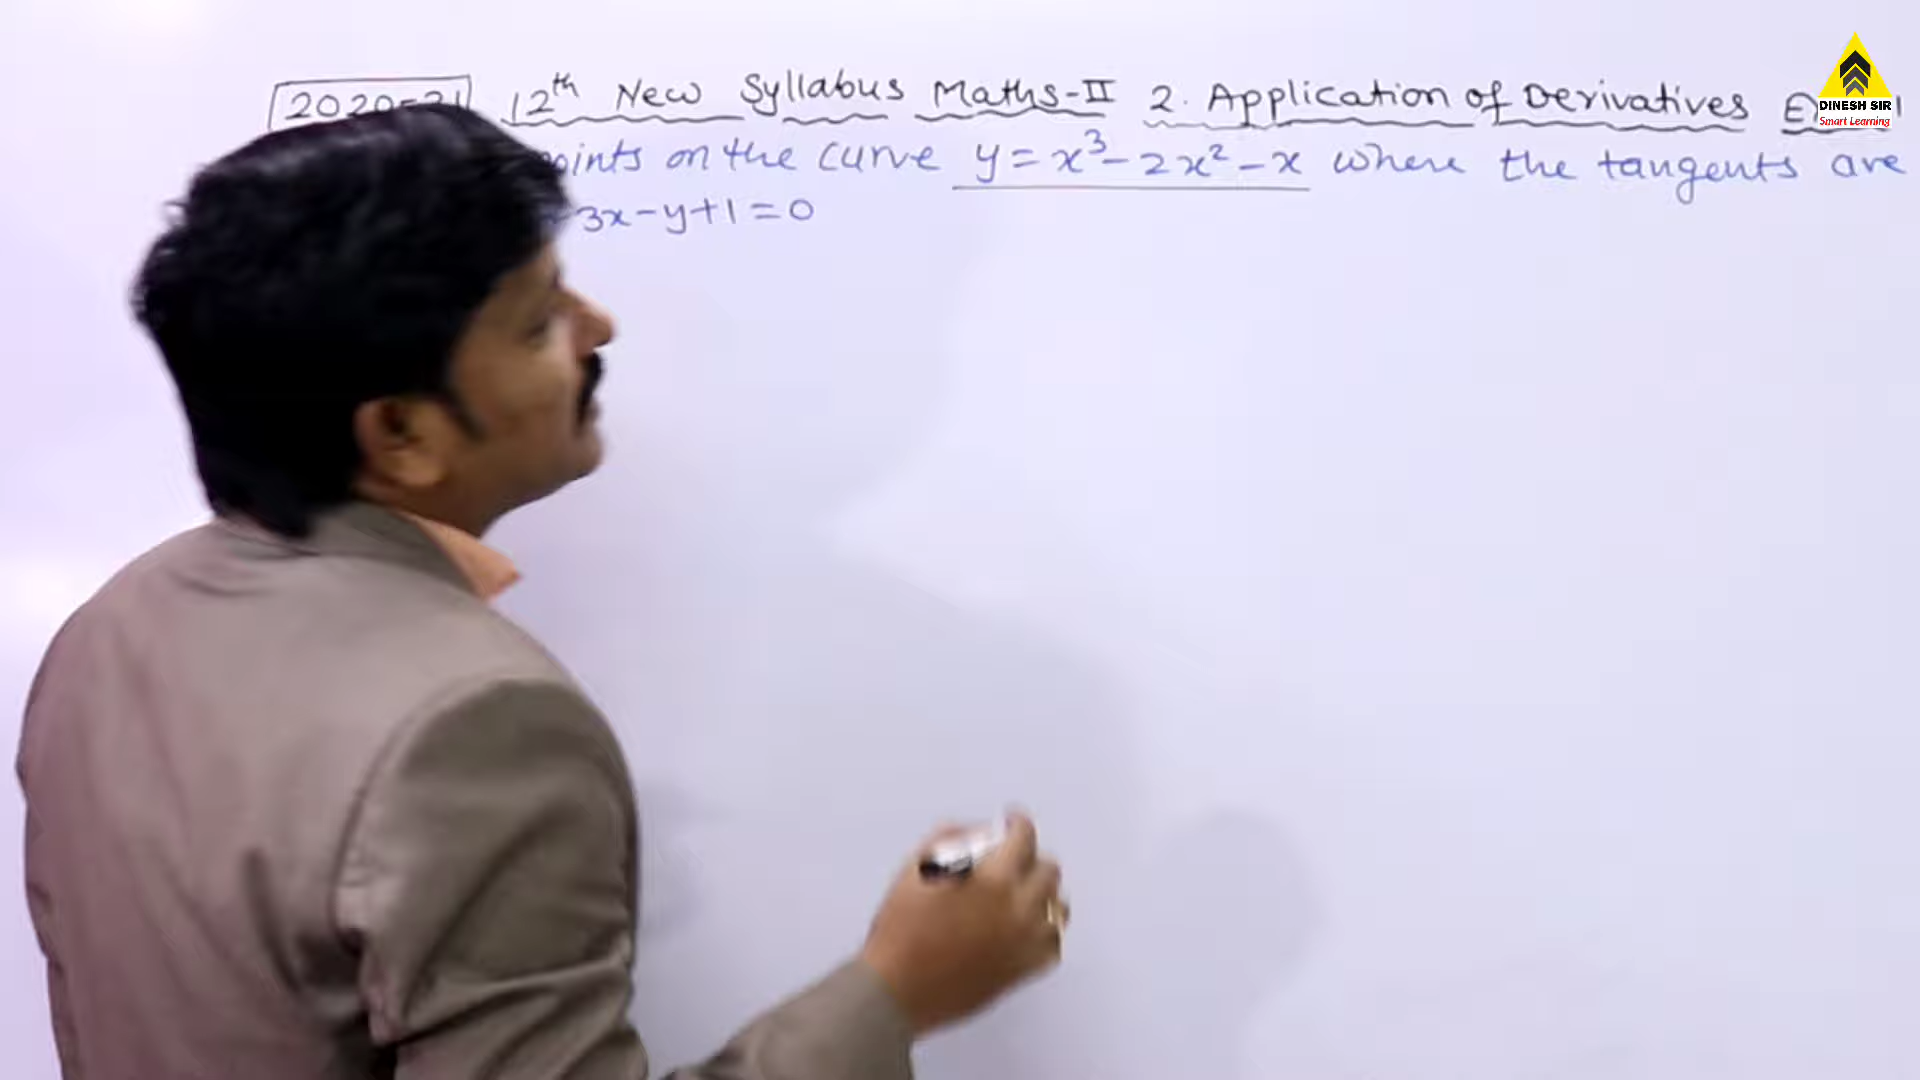 2020-21 12th New Syllabus Maths-II 2. Application of Derivatives
points on the curve y = x³ - 2x² - x where the tangents are
3x - y + 1 = 0
DINESH SIR
Smart Learning